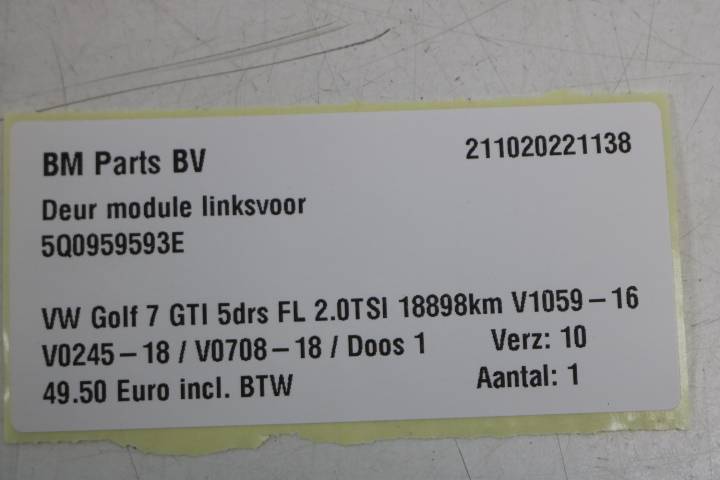 BM Parts BV 211020221138
Deur module linksvoor
5Q0959593E
VW Golf 7 GTI 5drs FL 2.0TSI 18898km V1059-16
V0245-18 / V0708-18 / Doos 1 Verz: 10
49.50 Euro incl. BTW Aantal: 1